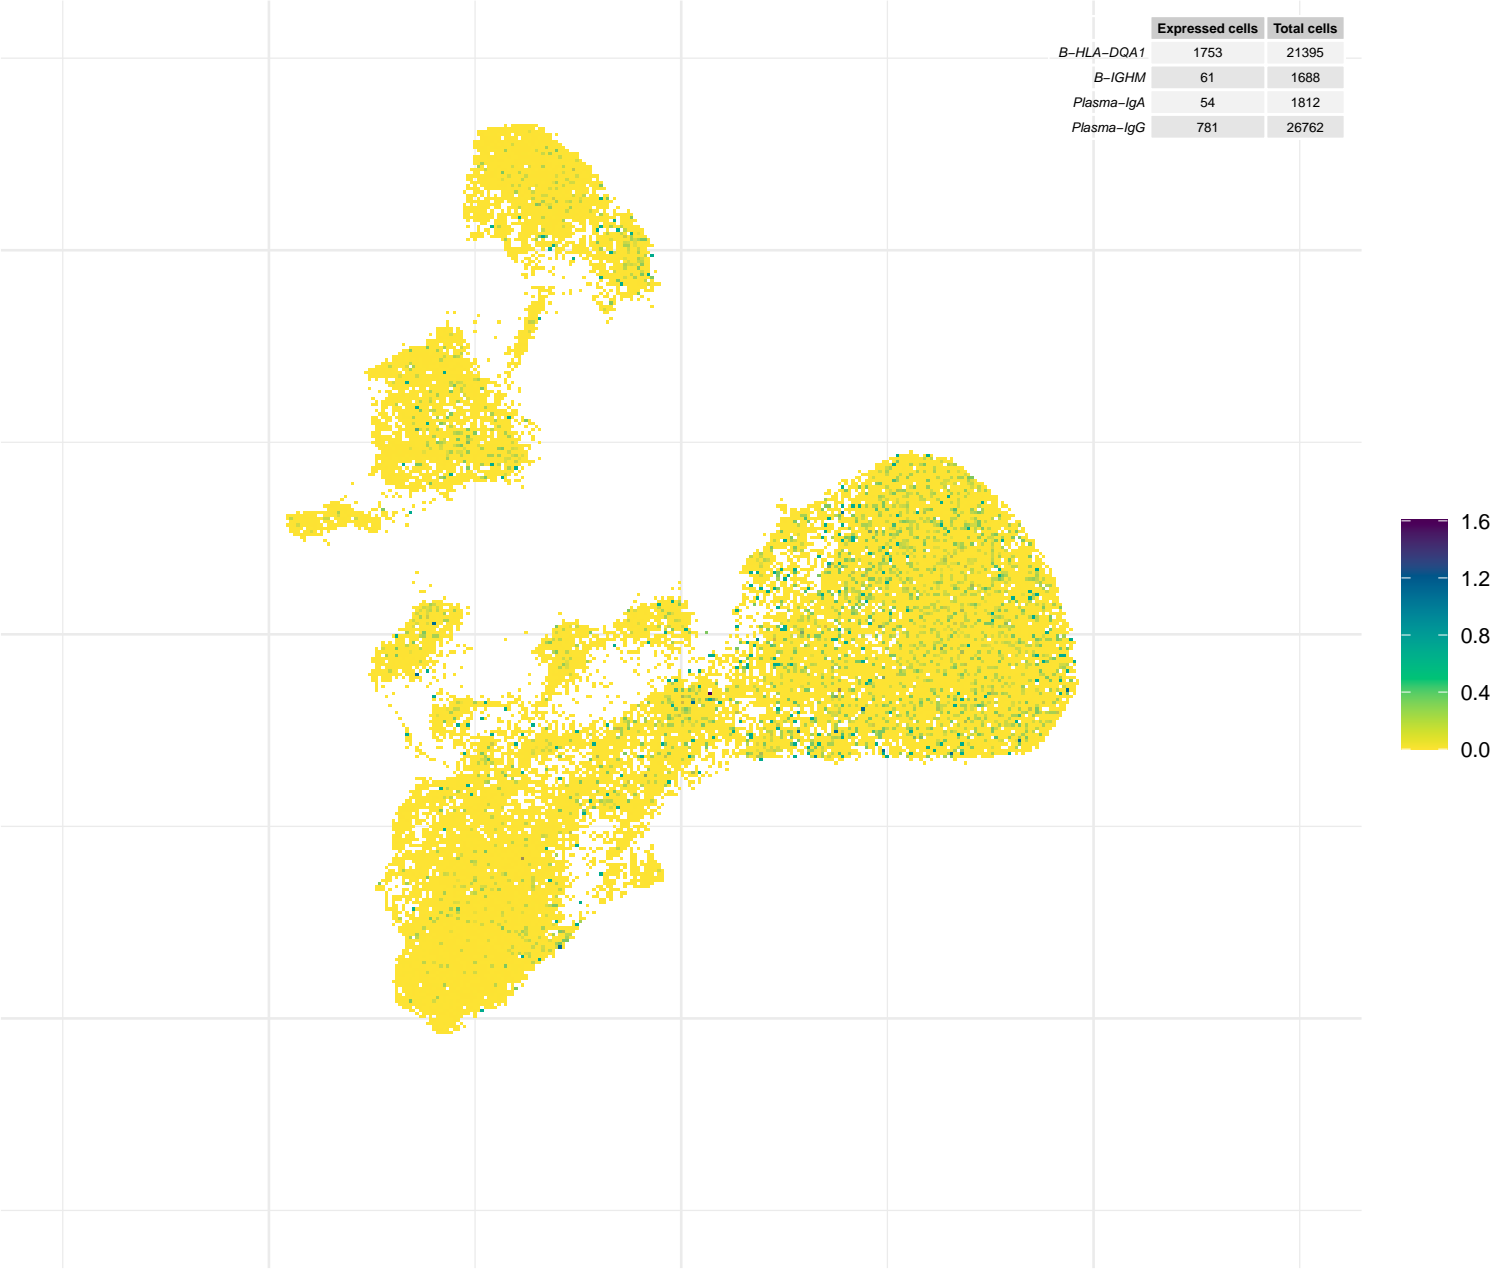 Expressed cells Total cells
B−HLA−DQA1 1753 21395
B−IGHM 61 1688
Plasma−IgA 54 1812
Plasma−IgG 781 26762
1.6
1.2
0.8
0.4
0.0